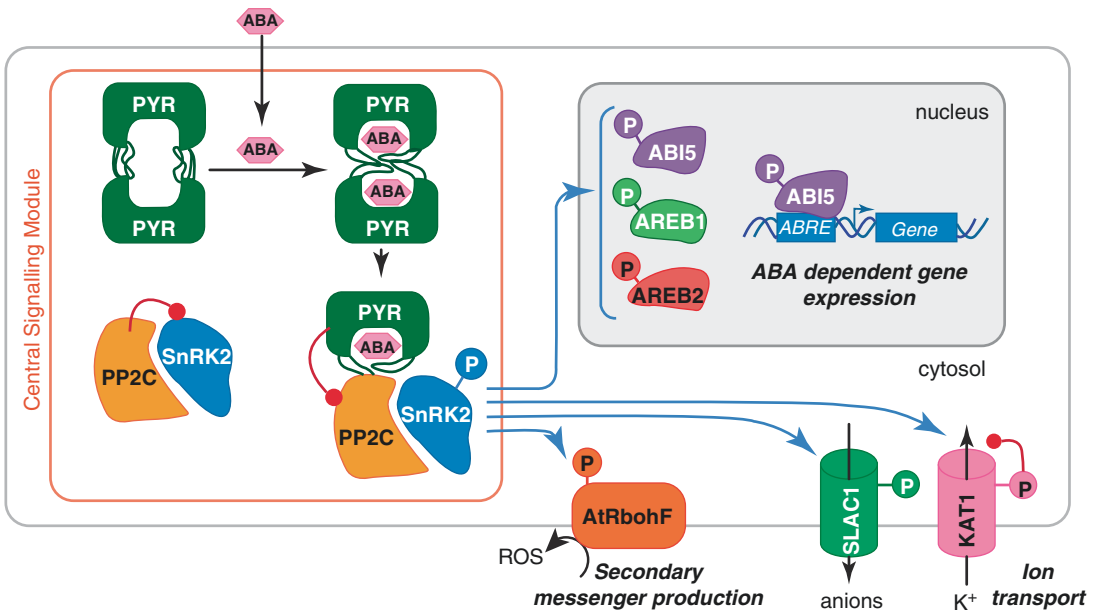 ABA
PYR
PYR
ABA
ABA
ABA
PYR
PYR
Central Signalling Module
PP2C
SnRK2
PYR
ABA
P
SnRK2
PP2C
nucleus
P
ABI5
P
AREB1
P
AREB2
P
ABI5
ABRE
Gene
ABA dependent gene
expression
cytosol
P
AtRbohF
ROS
Secondary
messenger production
SLAC1
P
anions
KAT1
P
K⁺
Ion
transport